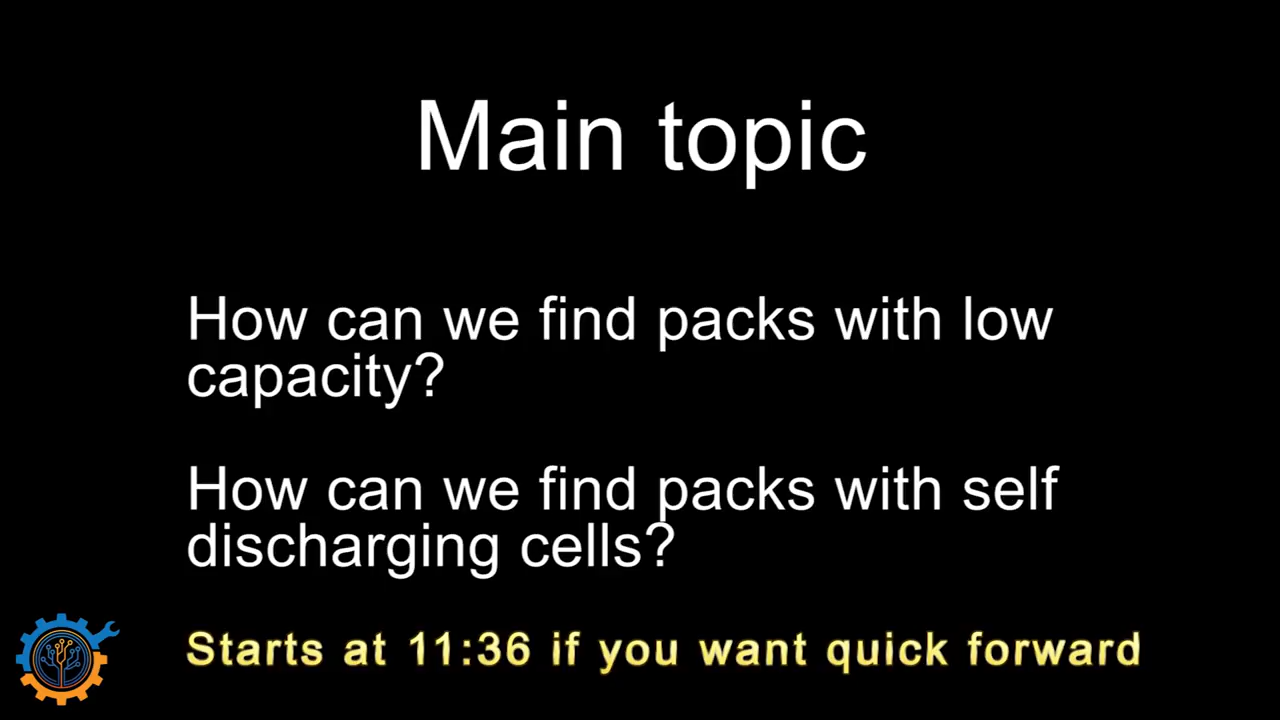 Main topic
How can we find packs with low
capacity?
How can we find packs with self
discharging cells?
Starts at 11:36 if you want quick forward